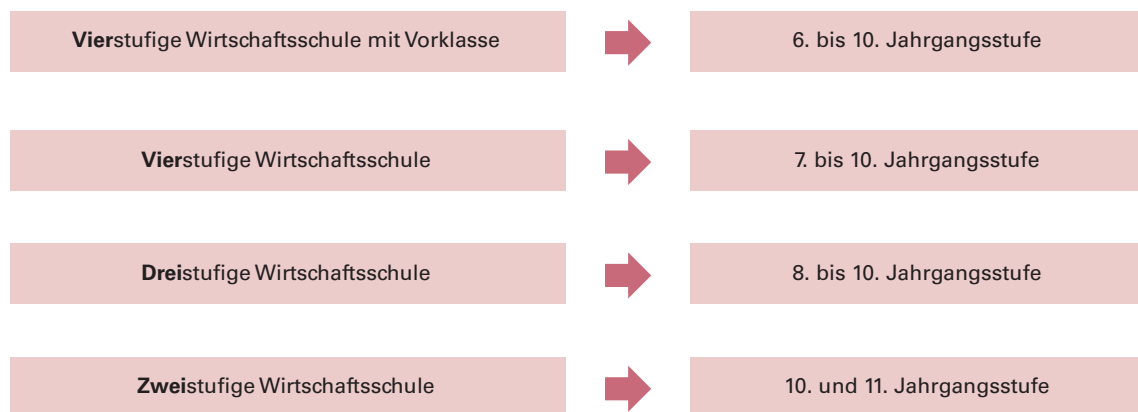 Vierstufige Wirtschaftsschule mit Vorklasse
6. bis 10. Jahrgangsstufe
Vierstufige Wirtschaftsschule
7. bis 10. Jahrgangsstufe
Dreistufige Wirtschaftsschule
8. bis 10. Jahrgangsstufe
Zweistufige Wirtschaftsschule
10. und 11. Jahrgangsstufe